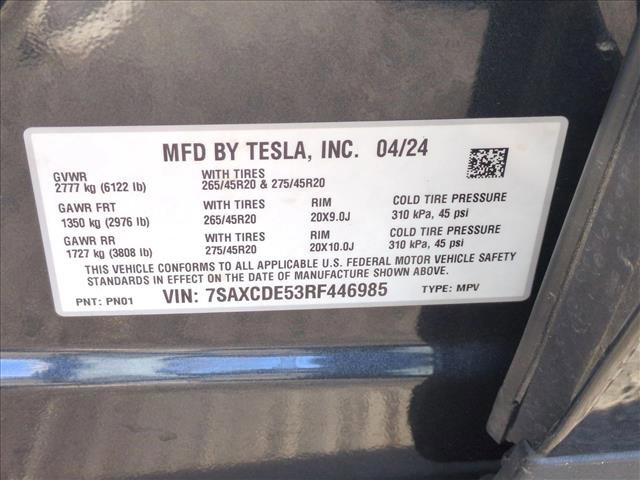 MFD BY TESLA, INC. 04/24
GVWR WITH TIRES
2777 kg (6122 lb) 265/45R20 & 275/45R20
GAWR FRT WITH TIRES RIM COLD TIRE PRESSURE
1350 kg (2976 lb) 265/45R20 20X9.0J 310 kPa, 45 psi
GAWR RR WITH TIRES RIM COLD TIRE PRESSURE
1727 kg (3808 lb) 275/45R20 20X10.0J 310 kPa, 45 psi
THIS VEHICLE CONFORMS TO ALL APPLICABLE U.S. FEDERAL MOTOR VEHICLE
SAFETY STANDARDS IN EFFECT ON THE DATE OF MANUFACTURE SHOWN ABOVE.
PNT: PN01 VIN: 7SAXCDE53RF446985 TYPE: MPV